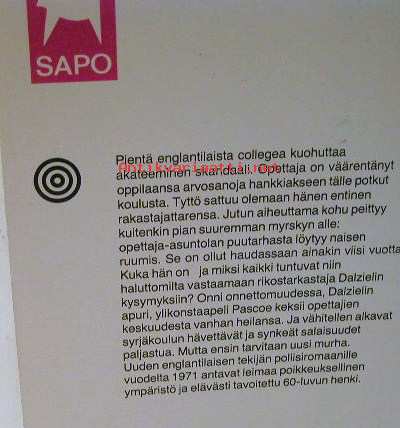 SAPO
Pientä englantilaista collegea kuohuttaa
akateeminen skandaali. Opettaja on väärentänyt
Antikvariaatti.net
oppilaansa arvosanoja hankkiakseen tälle potkut
koulusta. Tyttö sattuu olemaan hänen entinen
rakastajattarensa. Jutun aiheuttama kohu peittyy
kuitenkin pian suuremman myrskyn alle:
opettaja-asuntolan puutarhasta löytyy naisen
ruumis. Se on ollut haudassaan ainakin viisi vuotta
Kuka hän on ja miksi kaikki tuntuvat niin
haluttomilta vastaamaan rikostarkastaja Dalzielin
kysymyksiin? Onni onnettomuudessa, Dalzielin
apuri, ylikonstaapeli Pascoe keksii opettajien
keskuudesta vanhan heilansa. Ja vähitellen alkavat
syrjäkoulun hävettävät ja synkeät salaisuudet
paljastua. Mutta ensin tarvitaan uusi murha.
Uuden englantilaisen tekijän poliisiromaanille
vuodelta 1971 antavat leimaa poikkeuksellinen
ympäristö ja elävästi tavoitettu 60-luvun henki.